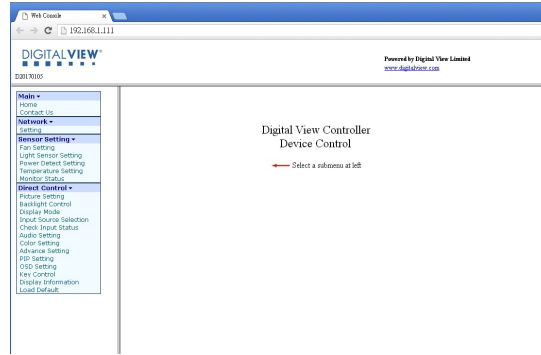 Web Console
192.168.1.111
DIGITALVIEW®
D20170105
Powered by Digital View Limited
www.digitalview.com
Main
Home
Contact Us
Network
Setting
Sensor Setting
Fan Setting
Light Sensor Setting
Power Detect Setting
Temperature Setting
Monitor Status
Direct Control
Picture Setting
Backlight Control
Display Mode
Input Source Selection
Check Input Status
Audio Setting
Color Setting
Advance Setting
PIP Setting
OSD Setting
Key Control
Display Information
Load Default
Digital View Controller
Device Control
Select a submenu at left